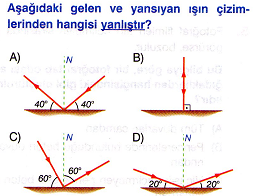 Aşağıdaki gelen ve yansıyan ışın çizim-
lerinden hangisi yanlıştır?
A)
N
40°
40°
B)
C)
N
60°
60°
D)
N
20°
20°